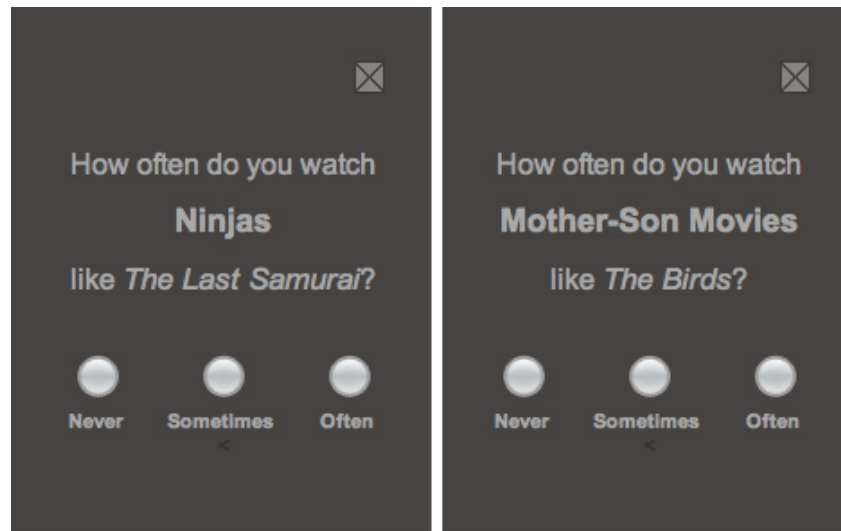 How often do you watch
Ninjas
like The Last Samurai?
Never Sometimes Often
<
How often do you watch
Mother-Son Movies
like The Birds?
Never Sometimes Often
<